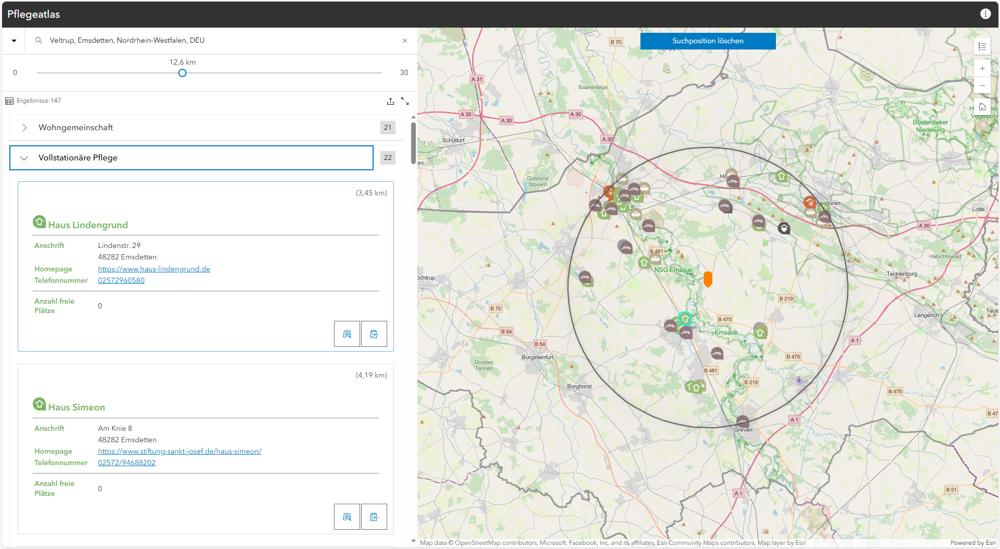 Pflegeatlas
Veltrup, Emsdetten, Nordrhein-Westfalen, DEU
12,6 km
0
30
Ergebnisse:147
Wohngemeinschaft
21
Vollstationäre Pflege
22
(3,45 km)
Haus Lindengrund
Anschrift
Lindenstr. 29
48282 Emsdetten
Homepage
https://www.haus-lindengrund.de
Telefonnummer
02572960580
Anzahl freie
Plätze
0
(4,19 km)
Haus Simeon
Anschrift
Am Knie 8
48282 Emsdetten
Homepage
https://www.stiftung-sankt-josef.de/haus-simeon/
Telefonnummer
02572/94688202
Anzahl freie
Plätze
0
Suchposition löschen
B 70
A 31
Baarentelge
A 30
A 30
A 30
A 30
Schüttorf
Düsterdieker
Niederung
Vogelpohl
Gutsforst
Stovern
Lotte
A 30
Habichtswald
B 481
NSG Emsaue
Tecklenburg
Ochtrup
B 219
B 70
Lengerich
B 475
Emsaue
B 54
B 54
A 1
Burgsteinfurt
B 475
Drosten
Tannen
B 481
B 219
Borghorst
B 475
A 1
B 47
Greven
B 51
A 1
Map data © OpenStreetMap contributors, Microsoft, Facebook, Inc. and its affiliates, Esri Community Maps contributors, Map layer by Esri
Powered by Esri